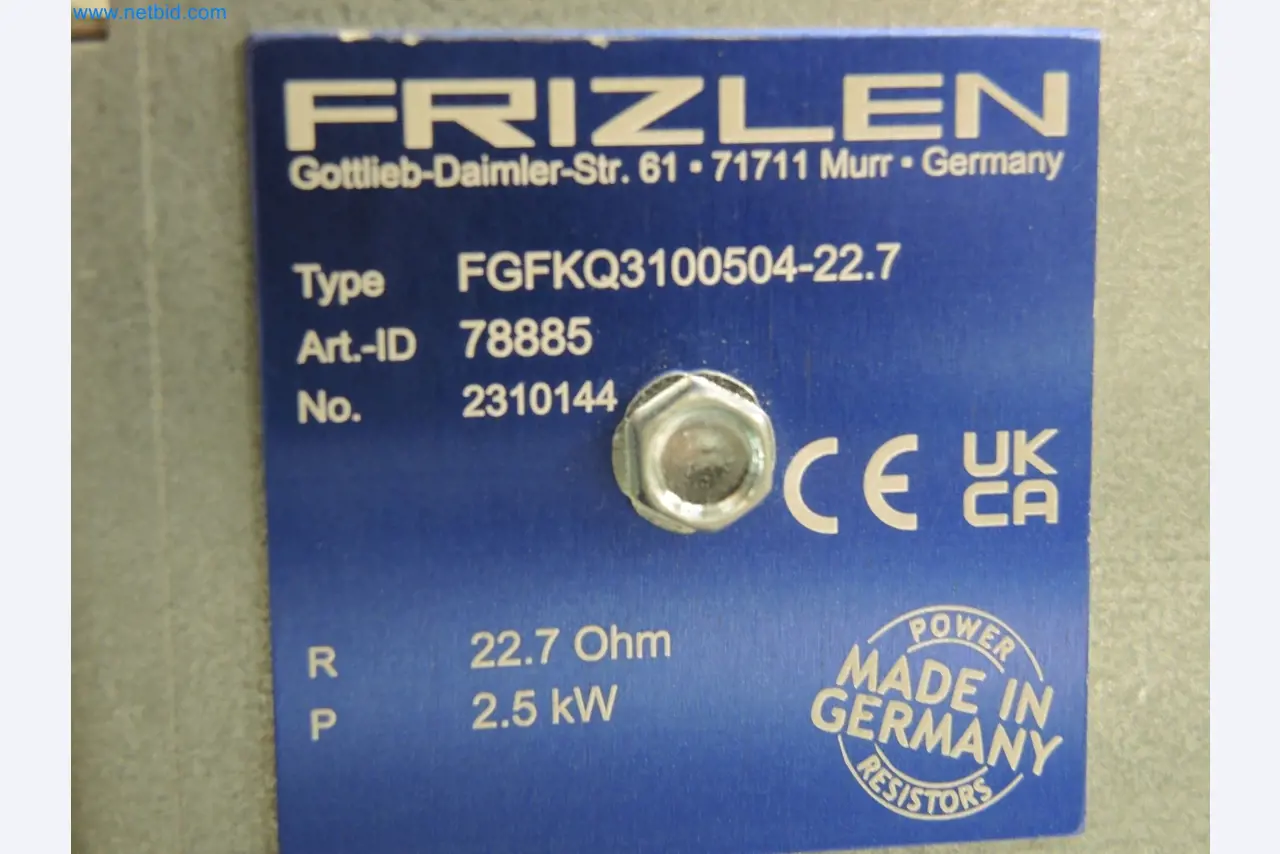 www.netbid.com
FRIZLEN
Gottlieb-Daimler-Str. 61 • 71711 Murr • Germany
Type FGFKQ3100504-22.7
Art.-ID 78885
No. 2310144
CE UK
CA
R 22.7 Ohm
P 2.5 kW
POWER
MADE IN
GERMANY
RESISTORS